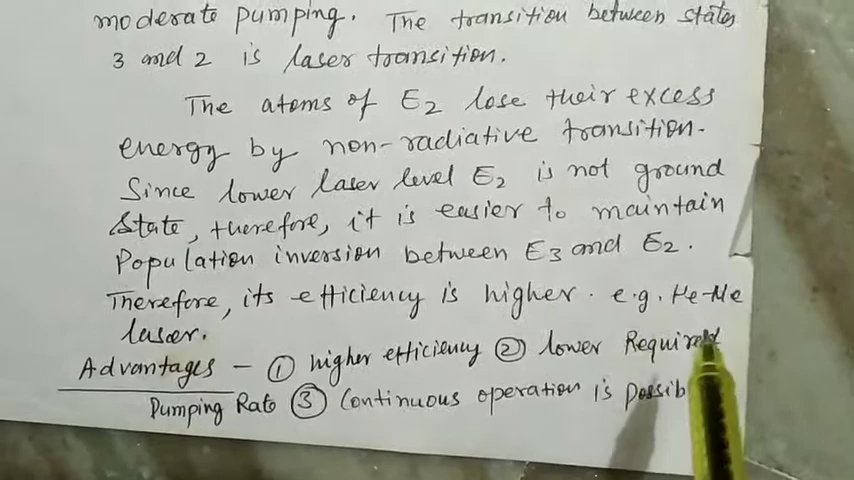 moderate pumping. The transition between states
3 and 2 is laser transition.
The atoms of E2 lose their excess
energy by non-radiative transition.
Since lower laser level E2 is not ground
State, therefore, it is easier to maintain
Population inversion between E3 and E2.
Therefore, its efficiency is higher. e.g. He-Ne
laser.
Advantages - ① higher efficiency ② lower Required
Pumping Rate ③ Continuous operation is possib